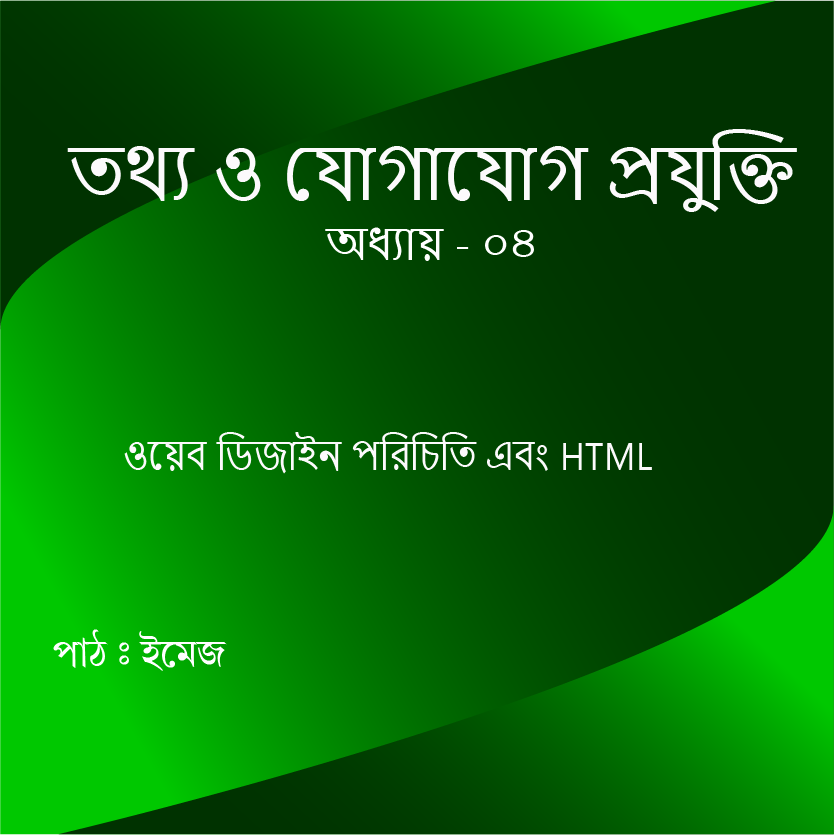 তথ্য ও যোগাযোগ প্রযুক্তি
অধ্যায় - ০৪
ওয়েব ডিজাইন পরিচিতি এবং HTML
পাঠ ঃ ইমেজ